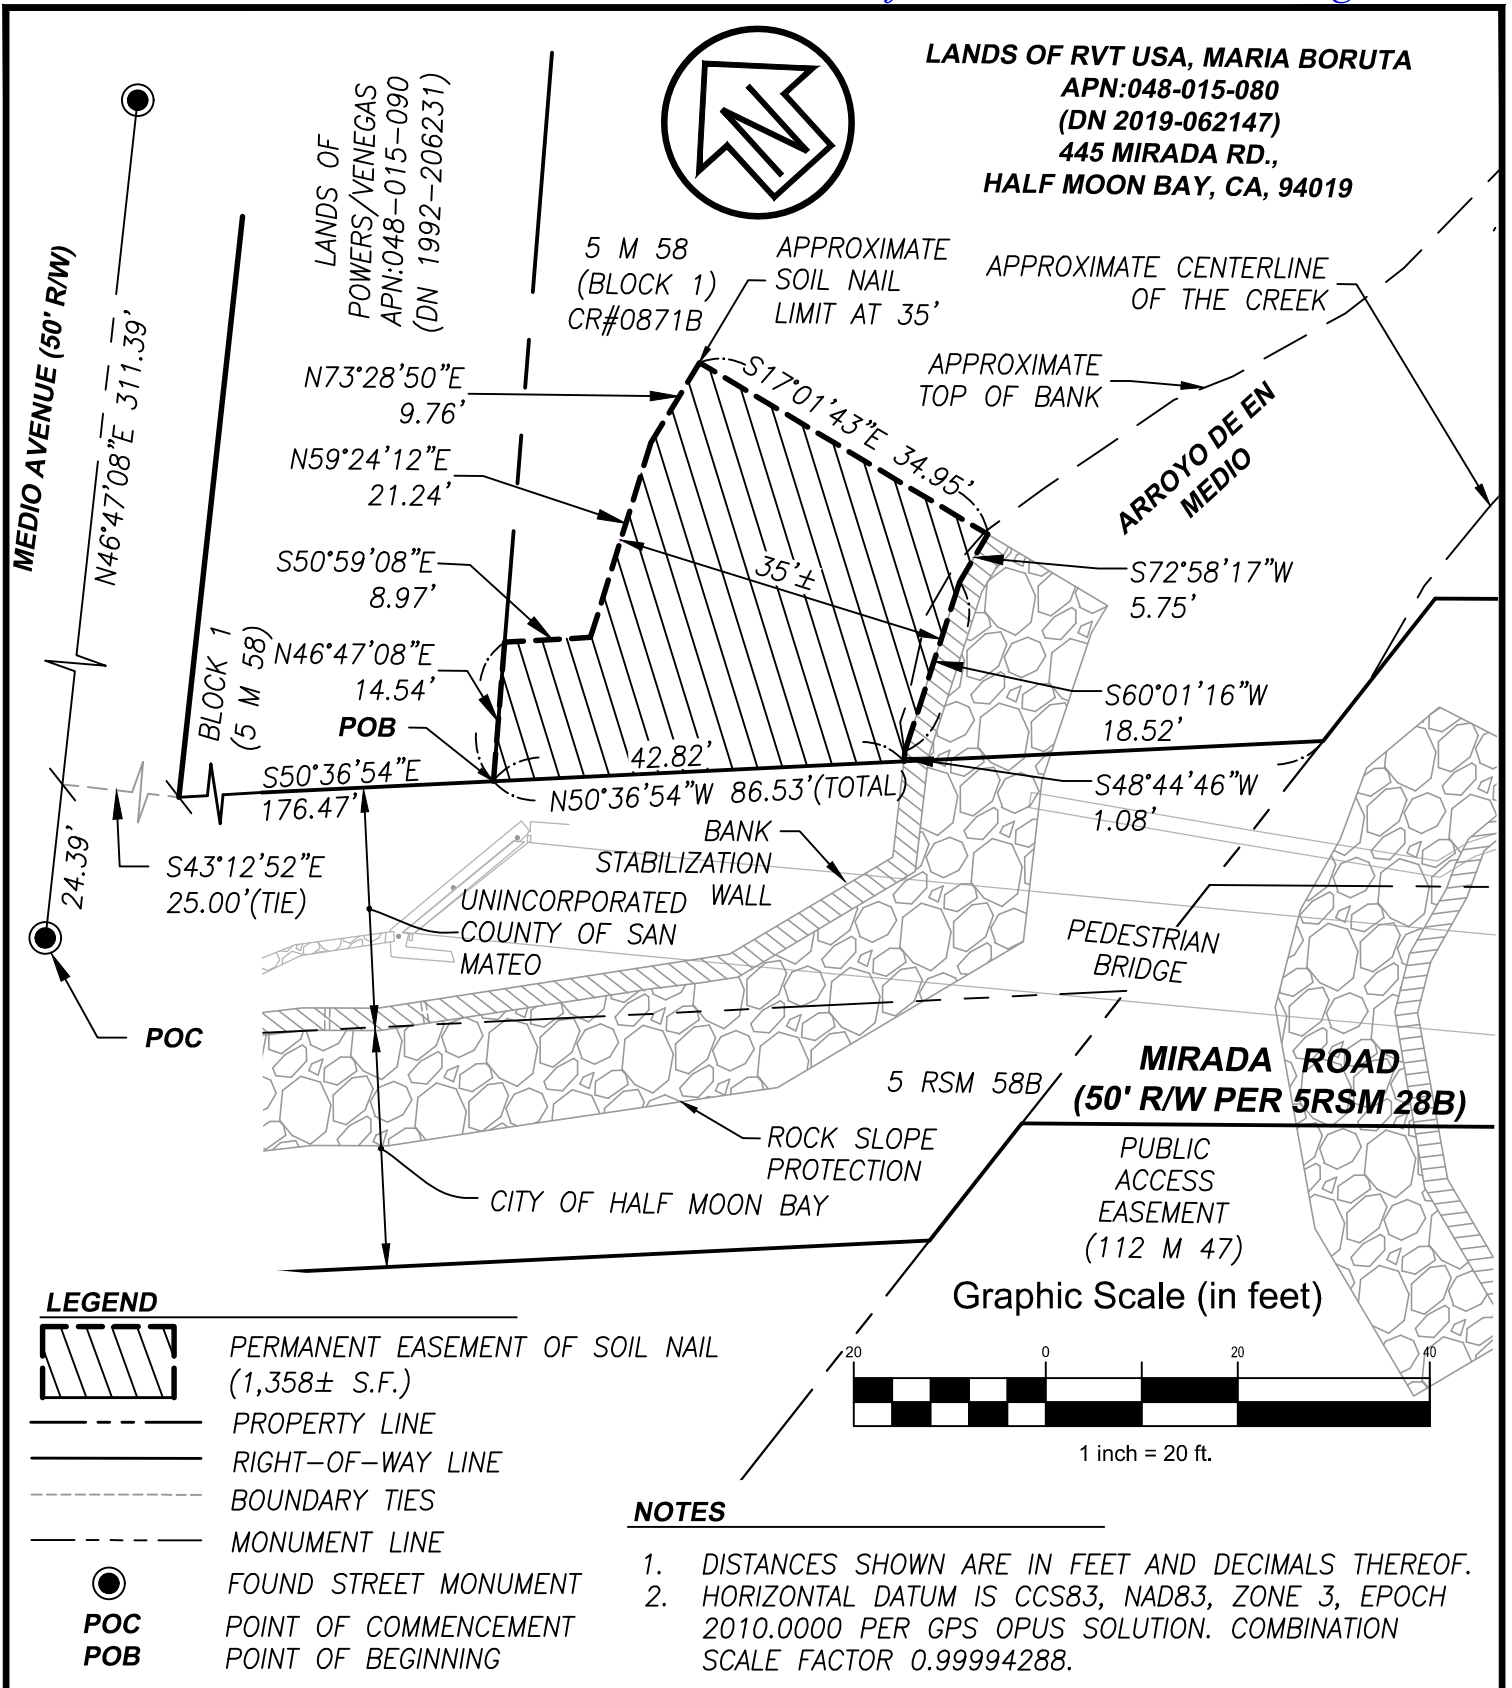 LANDS OF RVT USA, MARIA BORUTA
APN:048-015-080
(DN 2019-062147)
445 MIRADA RD.,
HALF MOON BAY, CA, 94019
N
LANDS OF
POWERS/VENEGAS
APN:048-015-090
(DN 1992-206231)
MEDIO AVENUE (50' R/W)
N46°47'08"E 311.39'
5 M 58
(BLOCK 1)
CR#0871B
APPROXIMATE
SOIL NAIL
LIMIT AT 35'
APPROXIMATE CENTERLINE
OF THE CREEK
APPROXIMATE
TOP OF BANK
ARROYO DE EN
MEDIO
N73°28'50"E
9.76'
S17°01'43"E 34.95'
N59°24'12"E
21.24'
35'±
S50°59'08"E
8.97'
S72°58'17"W
5.75'
BLOCK 1
(5 M 58)
N46°47'08"E
14.54'
S60°01'16"W
18.52'
POB
S50°36'54"E
176.47'
42.82'
N50°36'54"W 86.53'(TOTAL)
S48°44'46"W
1.08'
24.39'
S43°12'52"E
25.00'(TIE)
BANK
STABILIZATION
WALL
UNINCORPORATED
COUNTY OF SAN
MATEO
PEDESTRIAN
BRIDGE
POC
5 RSM 58B
MIRADA ROAD
(50' R/W PER 5RSM 28B)
ROCK SLOPE
PROTECTION
CITY OF HALF MOON BAY
PUBLIC
ACCESS
EASEMENT
(112 M 47)
Graphic Scale (in feet)
20 0 20 40
1 inch = 20 ft.
LEGEND
PERMANENT EASEMENT OF SOIL NAIL
(1,358± S.F.)
PROPERTY LINE
RIGHT-OF-WAY LINE
BOUNDARY TIES
MONUMENT LINE
FOUND STREET MONUMENT
POC POINT OF COMMENCEMENT
POB POINT OF BEGINNING
NOTES
1. DISTANCES SHOWN ARE IN FEET AND DECIMALS THEREOF.
2. HORIZONTAL DATUM IS CCS83, NAD83, ZONE 3, EPOCH
2010.0000 PER GPS OPUS SOLUTION. COMBINATION
SCALE FACTOR 0.99994288.